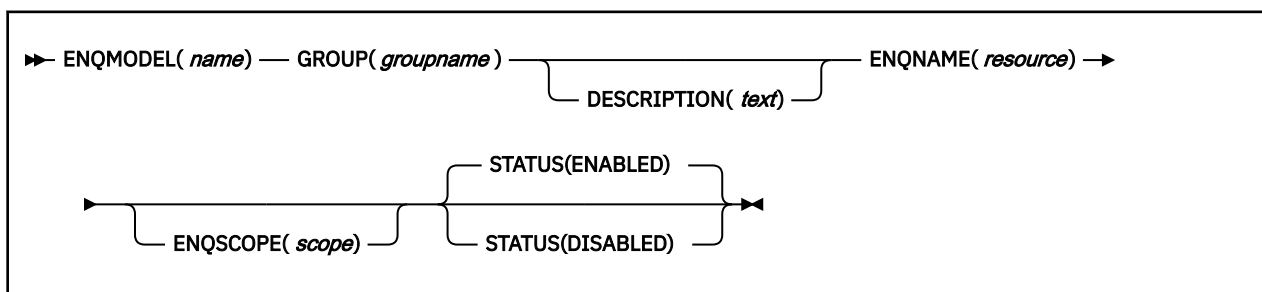 ENQMODEL( name) GROUP( groupname ) ENQNAME( resource)
DESCRIPTION( text)
STATUS(ENABLED)
ENQSCOPE( scope) STATUS(DISABLED)